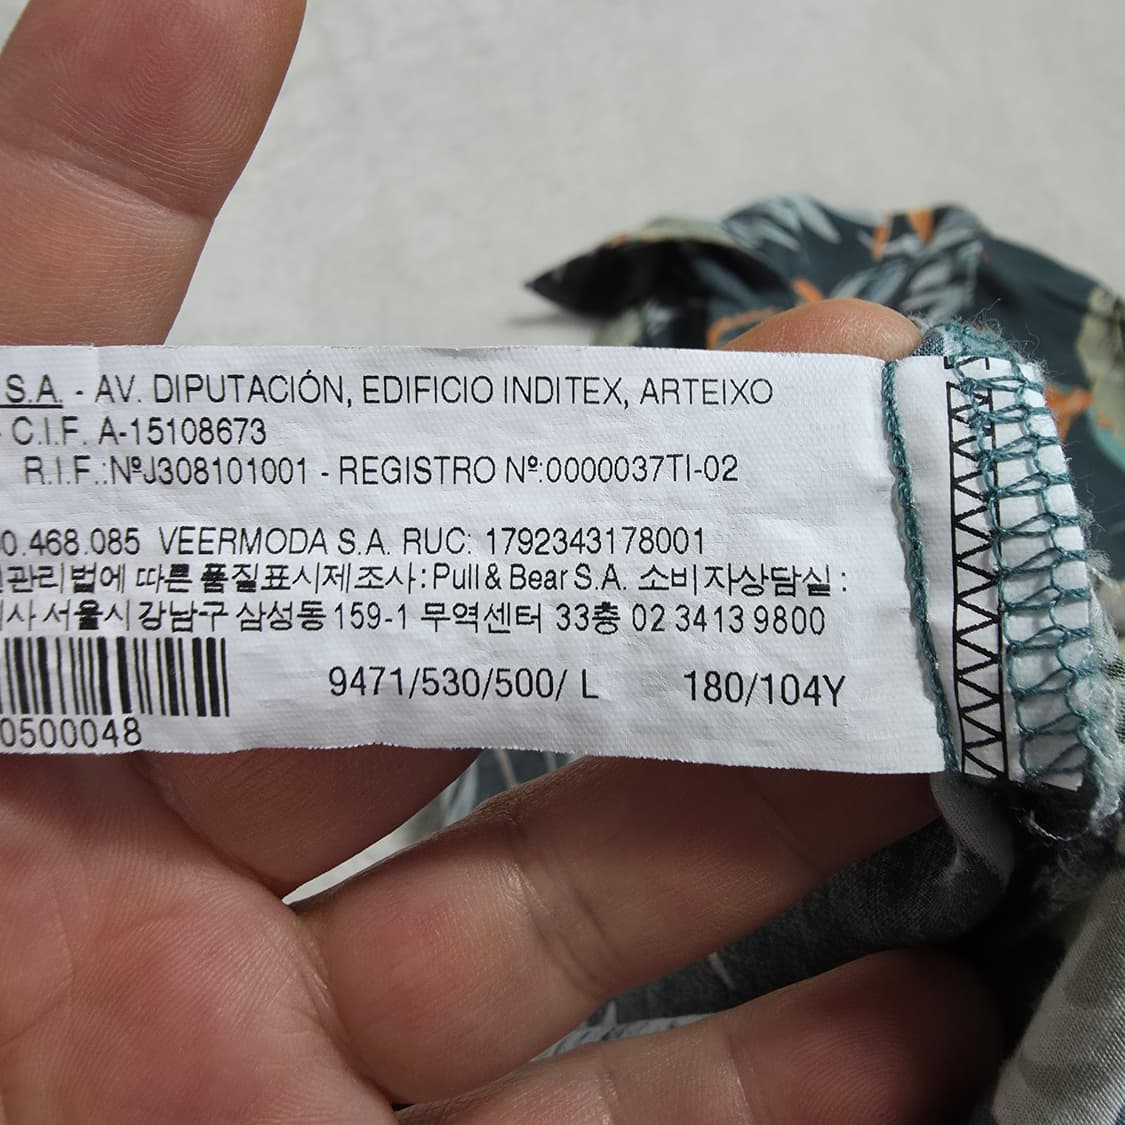 S.A. - AV. DIPUTACIÓN, EDIFICIO INDITEX, ARTEIXO
- C.I.F. A-15108673
R.I.F.:NºJ308101001 - REGISTRO Nº:0000037TI-02
0.468.085 VEERMODA S.A. RUC: 1792343178001
관리법에 따른 품질표시제조사: Pull & Bear S.A. 소비자상담실 :
사 서울시 강남구 삼성동 159-1 무역센터 33층 02 3413 9800
9471/530/500/ L 180/104Y
0500048